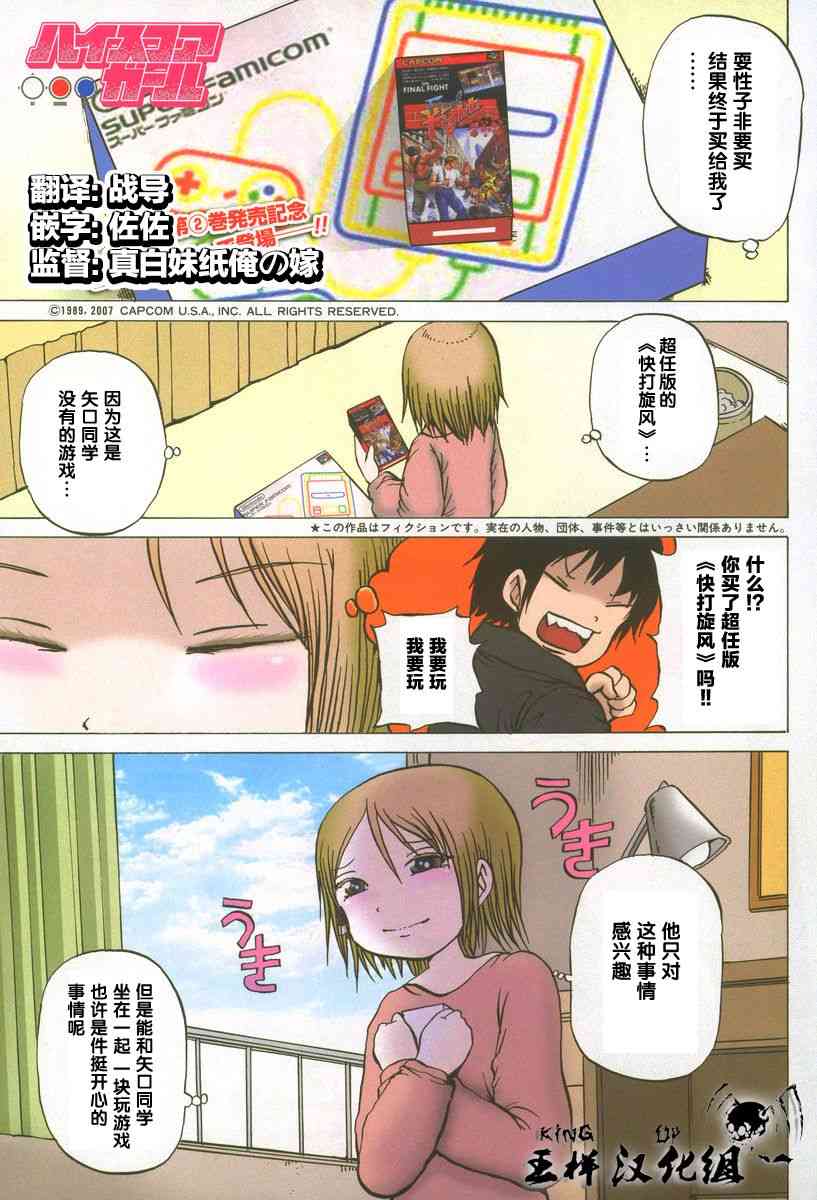 ハイスコア
ガール
SUPER FAMICOM
スーパーファミコン
CAPCOM
FINAL FIGHT
翻译: 战导
嵌字: 佐佐
监督: 真白妹纸俺の嫁
第②巻発売記念
登場――!!
耍性子非要买
结果终于买给我了
……
©1989, 2007 CAPCOM U.S.A., INC. ALL RIGHTS RESERVED.
超任版的
《快打旋风》…
因为这是
矢口同学
没有的游戏…
Nintendo
SUPER FAMICOM
★この作品はフィクションです。実在の人物、団体、事件等とはいっさい関係ありません。
什么!?
你买了超任版
《快打旋风》吗!!
我要玩
我要玩
うき
他只对
这种事情
感兴趣
うき
但是能和矢口同学
坐在一起 一块玩游戏
也许是件挺开心的
事情呢
KING OF
王样汉化组